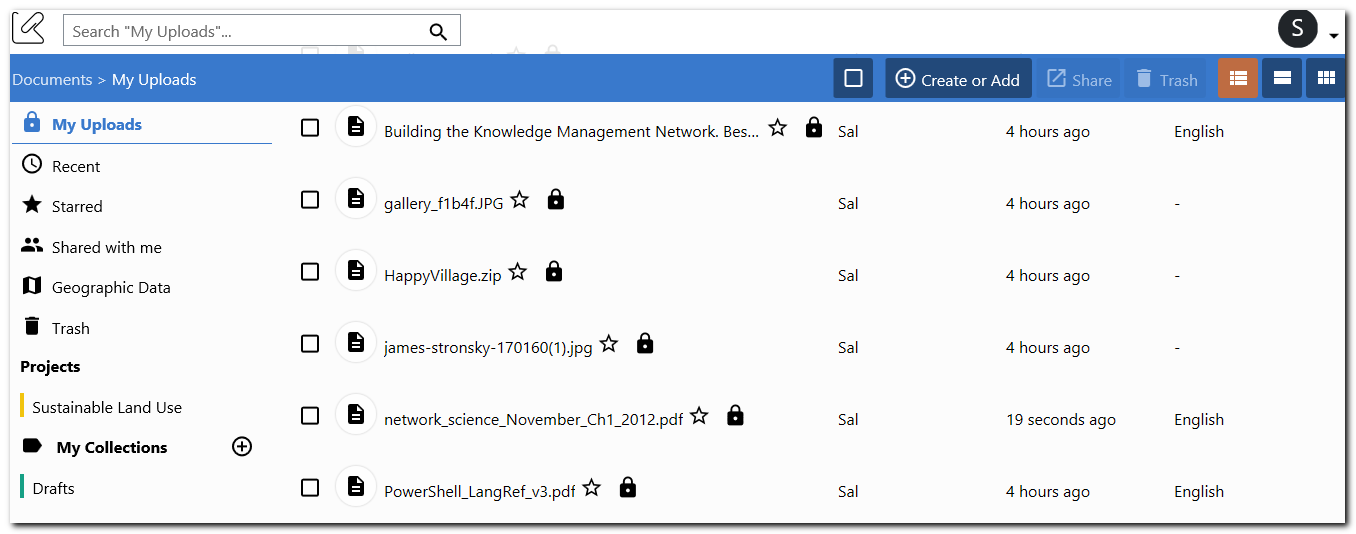 Search "My Uploads"...
S
Documents > My Uploads
Create or Add
Share
Trash
My Uploads
Recent
Starred
Shared with me
Geographic Data
Trash
Projects
Sustainable Land Use
My Collections
Drafts
Building the Knowledge Management Network. Bes... Sal 4 hours ago English
gallery_f1b4f.JPG Sal 4 hours ago -
HappyVillage.zip Sal 4 hours ago -
james-stronsky-170160(1).jpg Sal 4 hours ago -
network_science_November_Ch1_2012.pdf Sal 19 seconds ago English
PowerShell_LangRef_v3.pdf Sal 4 hours ago English